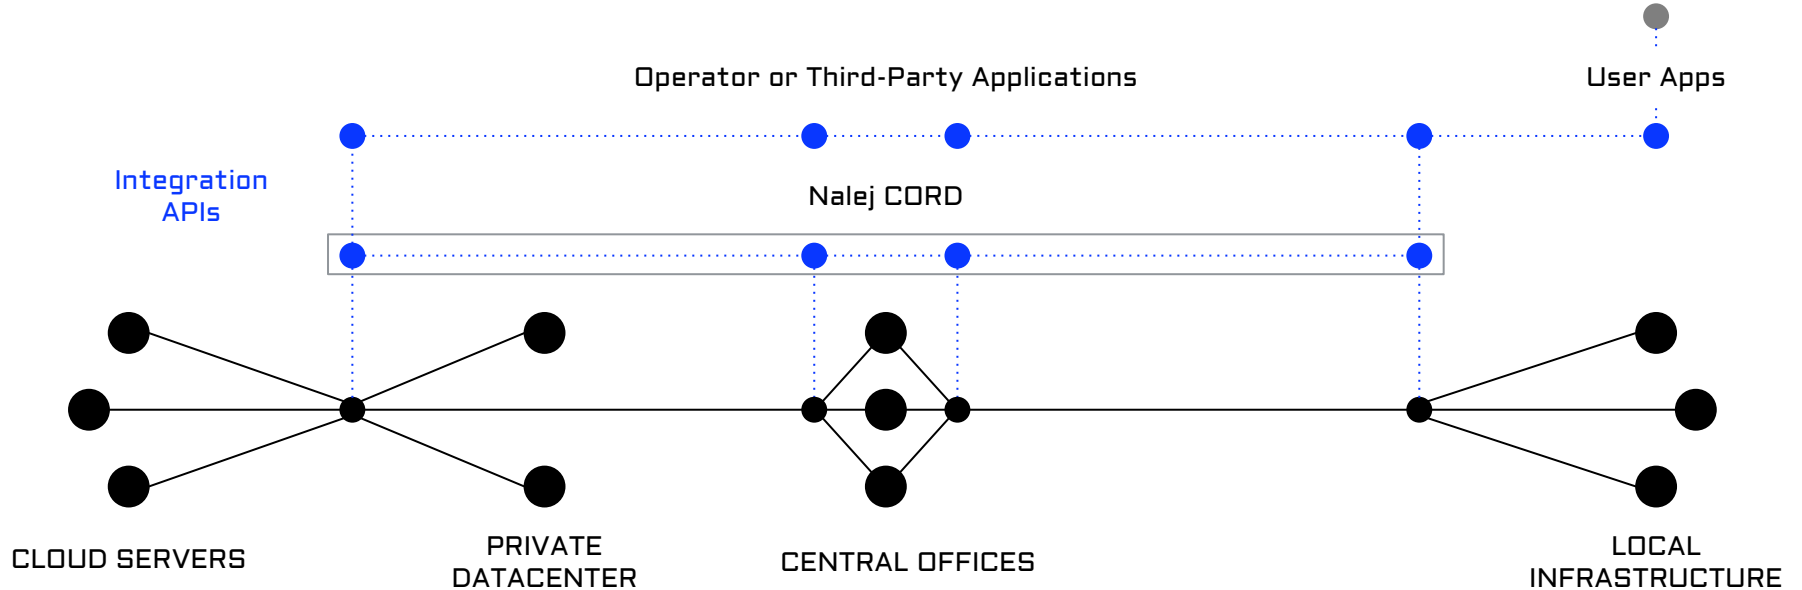 Operator or Third-Party Applications
User Apps
Integration
APIs
Nalej CORD
CLOUD SERVERS
PRIVATE
DATACENTER
CENTRAL OFFICES
LOCAL
INFRASTRUCTURE